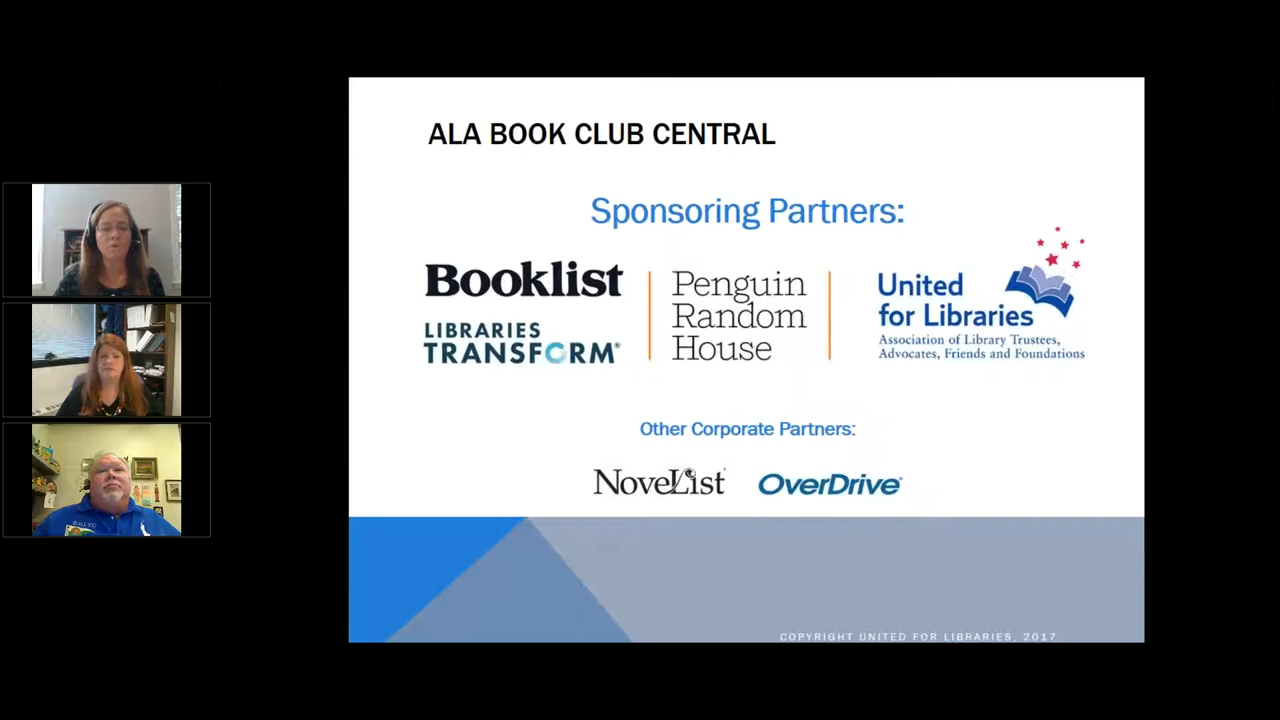 ALA BOOK CLUB CENTRAL
Sponsoring Partners:
Booklist
LIBRARIES
TRANSFORM®
Penguin
Random
House
United
for Libraries
Association of Library Trustees,
Advocates, Friends and Foundations
Other Corporate Partners:
NoveList
OverDrive
COPYRIGHT UNITED FOR LIBRARIES, 2017